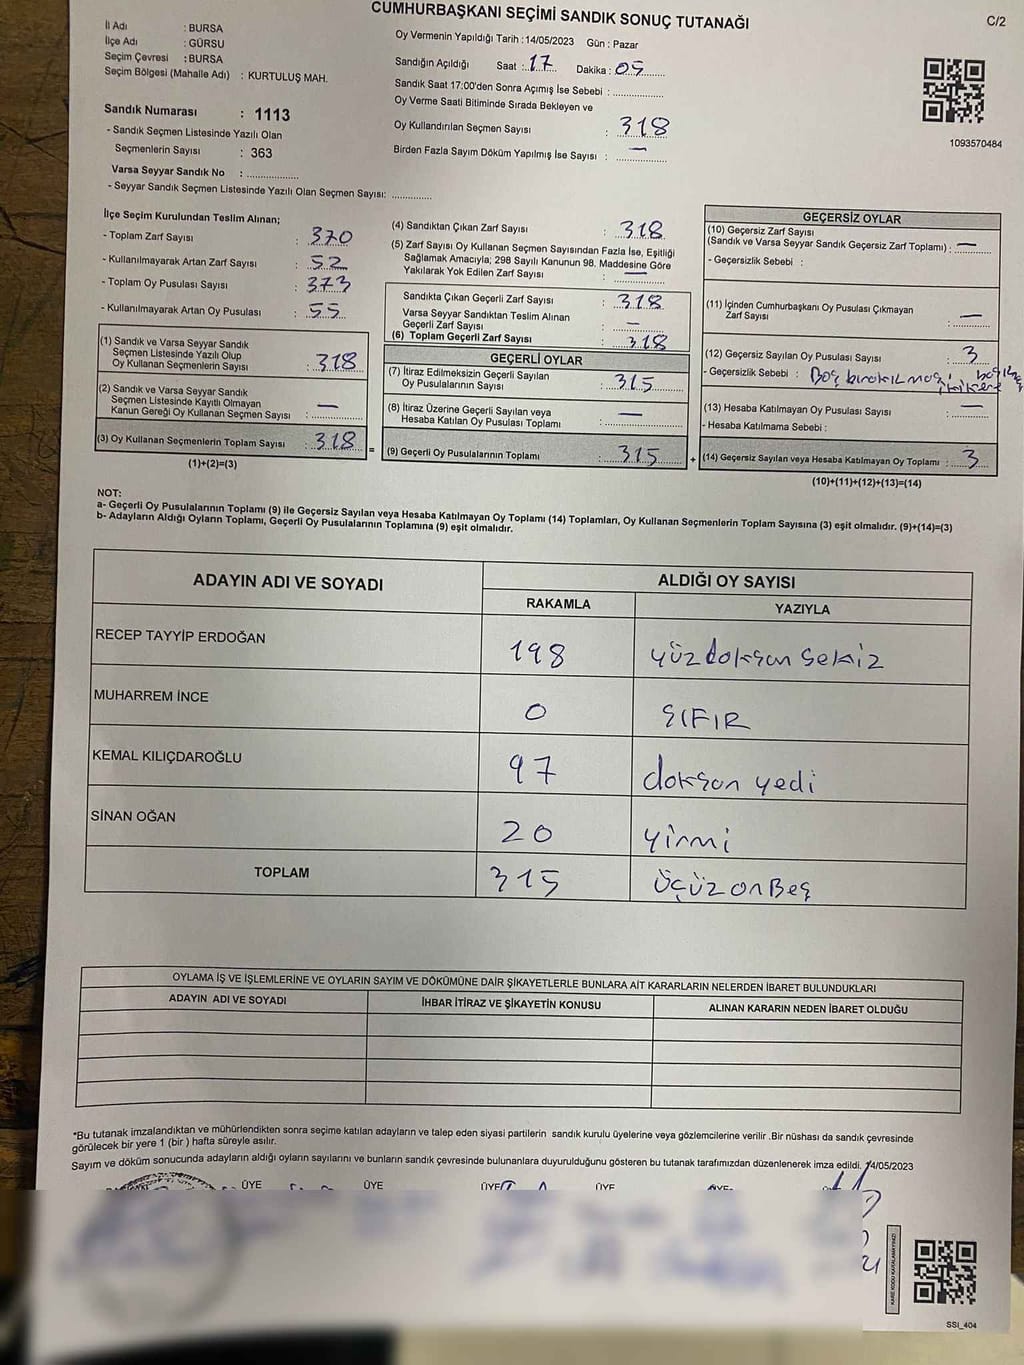 CUMHURBAŞKANI SEÇİMİ SANDIK SONUÇ TUTANAĞI
C/2
İl Adı : BURSA
İlçe Adı : GÜRSU
Seçim Çevresi : BURSA
Seçim Bölgesi (Mahalle Adı) : KURTULUŞ MAH.
Sandık Numarası : 1113
- Sandık Seçmen Listesinde Yazılı Olan
Seçmenlerin Sayısı : 363
Varsa Seyyar Sandık No : ..................
- Seyyar Sandık Seçmen Listesinde Yazılı Olan Seçmen Sayısı: ..............
Oy Vermenin Yapıldığı Tarih :14/05/2023 Gün : Pazar
Sandığın Açıldığı Saat : 17 Dakika : 05
Sandık Saat 17:00'den Sonra Açımış İse Sebebi : ..................
Oy Verme Saati Bitiminde Sırada Bekleyen ve
Oy Kullandırılan Seçmen Sayısı : 318
Birden Fazla Sayım Döküm Yapılmış İse Sayısı : —
1093570484
İlçe Seçim Kurulundan Teslim Alınan;
- Toplam Zarf Sayısı : 370
- Kullanılmayarak Artan Zarf Sayısı : 52
- Toplam Oy Pusulası Sayısı : 373
- Kullanılmayarak Artan Oy Pusulası : 55
(1) Sandık ve Varsa Seyyar Sandık
Seçmen Listesinde Yazılı Olup
Oy Kullanan Seçmenlerin Sayısı : 318
(2) Sandık ve Varsa Seyyar Sandık
Seçmen Listesinde Kayıtlı Olmayan
Kanun Gereği Oy Kullanan Seçmen Sayısı : —
(3) Oy Kullanan Seçmenlerin Toplam Sayısı : 318
(1)+(2)=(3)
=
(4) Sandıktan Çıkan Zarf Sayısı : 318
(5) Zarf Sayısı Oy Kullanan Seçmen Sayısından Fazla İse, Eşitliği
Sağlamak Amacıyla; 298 Sayılı Kanunun 98. Maddesine Göre
Yakılarak Yok Edilen Zarf Sayısı : —
Sandıkta Çıkan Geçerli Zarf Sayısı : 318
Varsa Seyyar Sandıktan Teslim Alınan
Geçerli Zarf Sayısı : —
(6) Toplam Geçerli Zarf Sayısı : 318
GEÇERLİ OYLAR
(7) İtiraz Edilmeksizin Geçerli Sayılan
Oy Pusulalarının Sayısı : 315
(8) İtiraz Üzerine Geçerli Sayılan veya
Hesaba Katılan Oy Pusulası Toplamı : —
(9) Geçerli Oy Pusulalarının Toplamı : 315
+
GEÇERSİZ OYLAR
(10) Geçersiz Zarf Sayısı
(Sandık ve Varsa Seyyar Sandık Geçersiz Zarf Toplamı) : —
- Geçersizlik Sebebi :
(11) İçinden Cumhurbaşkanı Oy Pusulası Çıkmayan
Zarf Sayısı : —
(12) Geçersiz Sayılan Oy Pusulası Sayısı : 3
- Geçersizlik Sebebi : Boş bırakılması
(13) Hesaba Katılmayan Oy Pusulası Sayısı : —
- Hesaba Katılmama Sebebi :
(14) Geçersiz Sayılan veya Hesaba Katılmayan Oy Toplamı : 3
(10)+(11)+(12)+(13)=(14)
NOT:
a- Geçerli Oy Pusulalarının Toplamı (9) ile Geçersiz Sayılan veya Hesaba Katılmayan Oy Toplamı (14) Toplamları, Oy Kullanan Seçmenlerin Toplam Sayısına (3) eşit olmalıdır. (9)+(14)=(3)
b- Adayların Aldığı Oyların Toplamı, Geçerli Oy Pusulalarının Toplamına (9) eşit olmalıdır.
ADAYIN ADI VE SOYADI ALDIĞI OY SAYISI
RAKAMLA YAZIYLA
RECEP TAYYİP ERDOĞAN 198 yüzdoksan sekiz
MUHARREM İNCE 0 SIFIR
KEMAL KILIÇDAROĞLU 97 doksan yedi
SİNAN OĞAN 20 yirmi
TOPLAM 315 üçüz on Beş
OYLAMA İŞ VE İŞLEMLERİNE VE OYLARIN SAYIM VE DÖKÜMÜNE DAİR ŞİKAYETLERLE BUNLARA AİT KARARLARIN NELERDEN İBARET BULUNDUKLARI
ADAYIN ADI VE SOYADI İHBAR İTİRAZ VE ŞİKAYETİN KONUSU ALINAN KARARIN NEDEN İBARET OLDUĞU
*Bu tutanak imzalandıktan ve mühürlendikten sonra seçime katılan adayların ve talep eden siyasi partilerin sandık kurulu üyelerine veya gözlemcilerine verilir .Bir nüshası da sandık çevresinde
görülecek bir yere 1 (bir ) hafta süreyle asılır.
Sayım ve döküm sonucunda adayların aldığı oyların sayılarını ve bunların sandık çevresinde bulunanlara duyurulduğunu gösteren bu tutanak tarafımızdan düzenlenerek imza edildi. 14/05/2023
ÜYE ÜYE ÜYE ÜYE ÜYE
KARE KODU KARALAMAYINIZ!
SSI_404